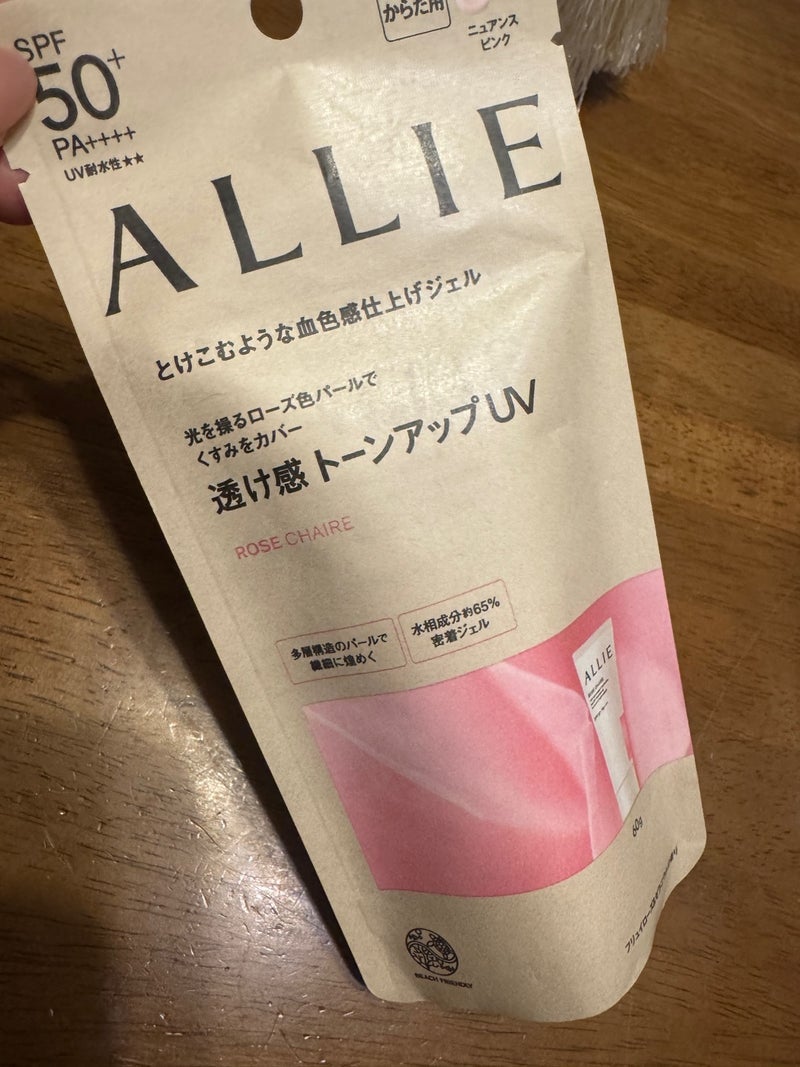 SPF
50+
PA++++
UV耐水性★★
からだ用
ニュアンス
ピンク
ALLIE
とけこむような血色感仕上げジェル
光を操るローズ色パールで
くすみをカバー
透け感 トーンアップUV
ROSE CHAIRE
多層構造のパールで
繊細に煌めく
水相成分約65%
密着ジェル
ALLIE
60g
BEACH FRIENDLY